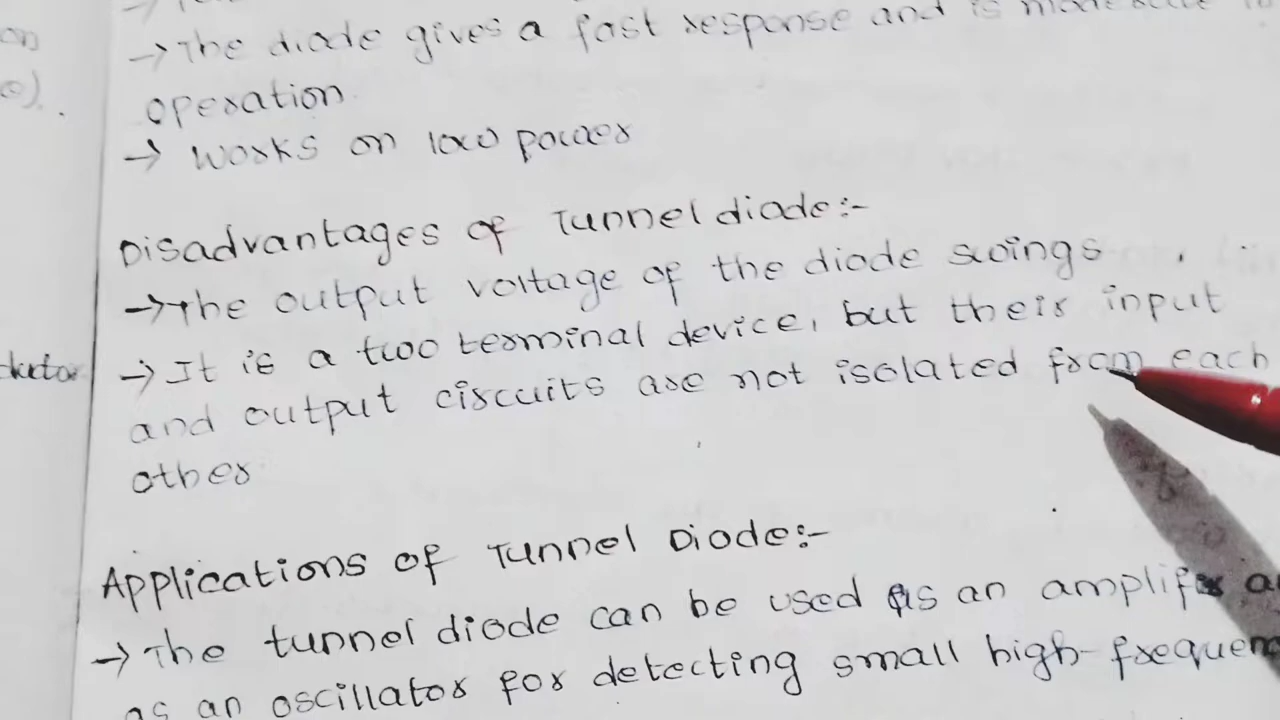 on
→The diode gives a fast response and is moderate
e).
operation
→ Works on low power
Disadvantages of Tunnel diode:-
→The output voltage of the diode swings
→It is a two terminal device, but their input
and output circuits are not isolated from each
other
Applications of Tunnel Diode:-
→The tunnel diode can be used as an amplifer
as an oscillator for detecting small high-frequen